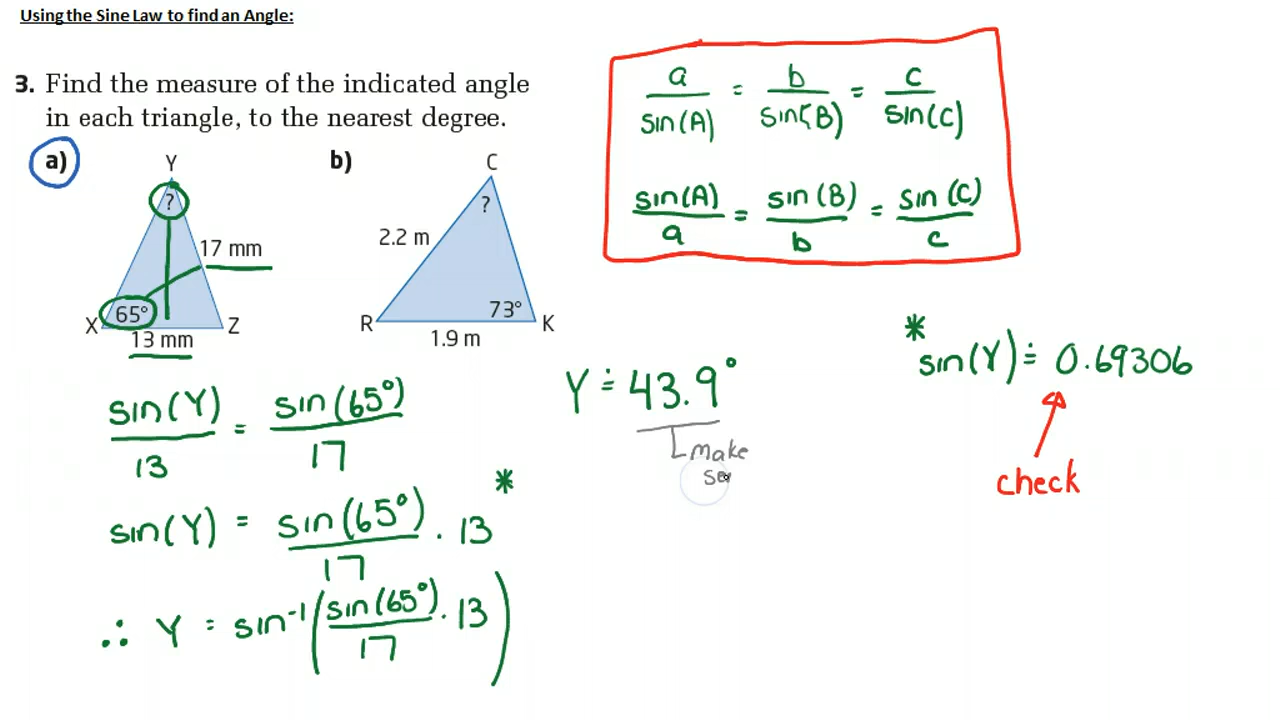 Using the Sine Law to find an Angle:
3. Find the measure of the indicated angle
in each triangle, to the nearest degree.
a)
Y
?
17 mm
65°
X
Z
13 mm
b)
C
?
2.2 m
73°
R
K
1.9 m
a/sin(A) = b/sin(B) = c/sin(C)
sin(A)/a = sin(B)/b = sin(C)/c
sin(Y)/13 = sin(65°)/17
sin(Y) = sin(65°)/17 · 13 *
∴ Y = sin⁻¹(sin(65°)/17 · 13)
Y ≐ 43.9°
make
se
*
sin(Y) ≐ 0.69306
check